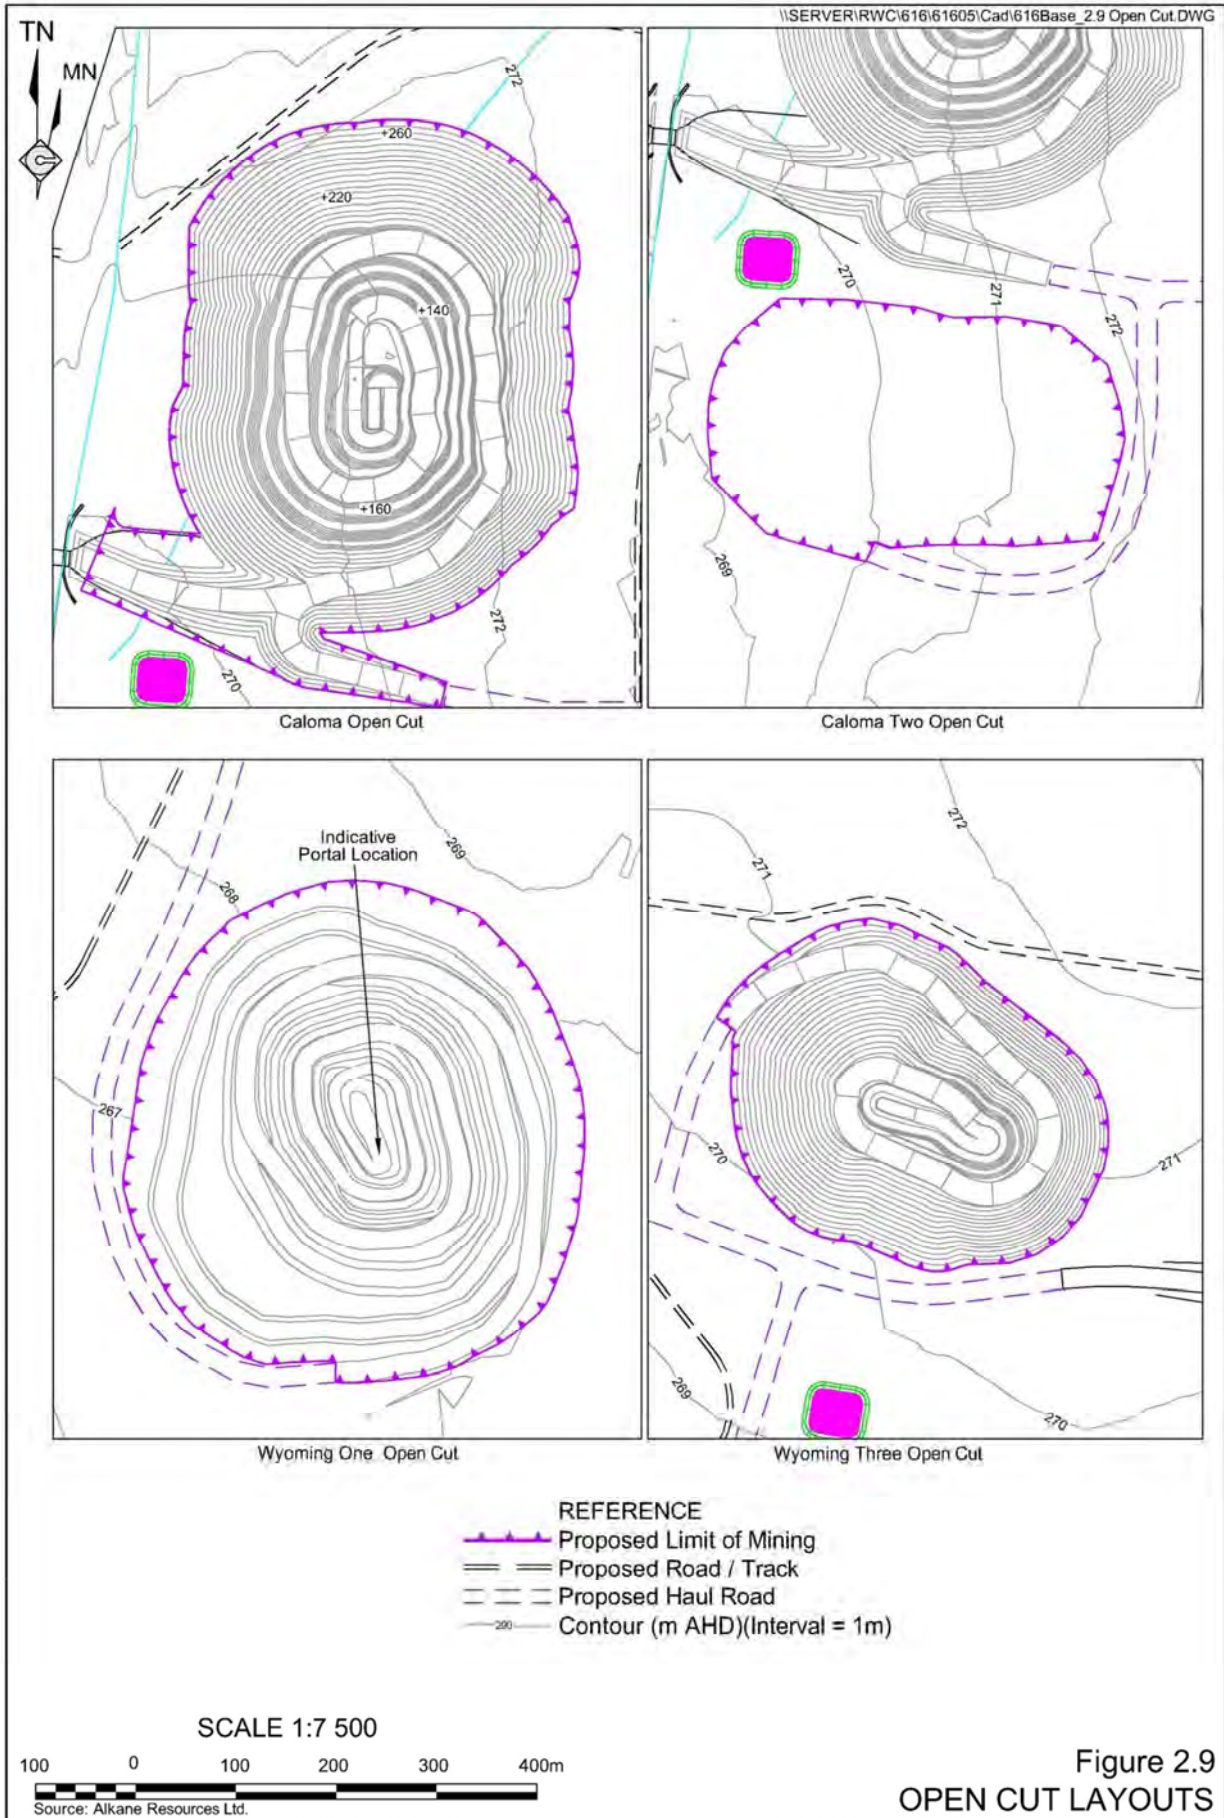 \\SERVER\RWC\616\61605\Cad\616Base_2.9 Open Cut.DWG
TN
MN
272
+260
+220
+140
+160
272
270
Caloma Open Cut
270
271
272
269
Caloma Two Open Cut
Indicative
Portal Location
269
268
267
Wyoming One Open Cut
272
271
270
271
269
270
Wyoming Three Open Cut
REFERENCE
Proposed Limit of Mining
Proposed Road / Track
Proposed Haul Road
Contour (m AHD)(Interval = 1m)
SCALE 1:7 500
100 0 100 200 300 400m
Source: Alkane Resources Ltd.
Figure 2.9
OPEN CUT LAYOUTS